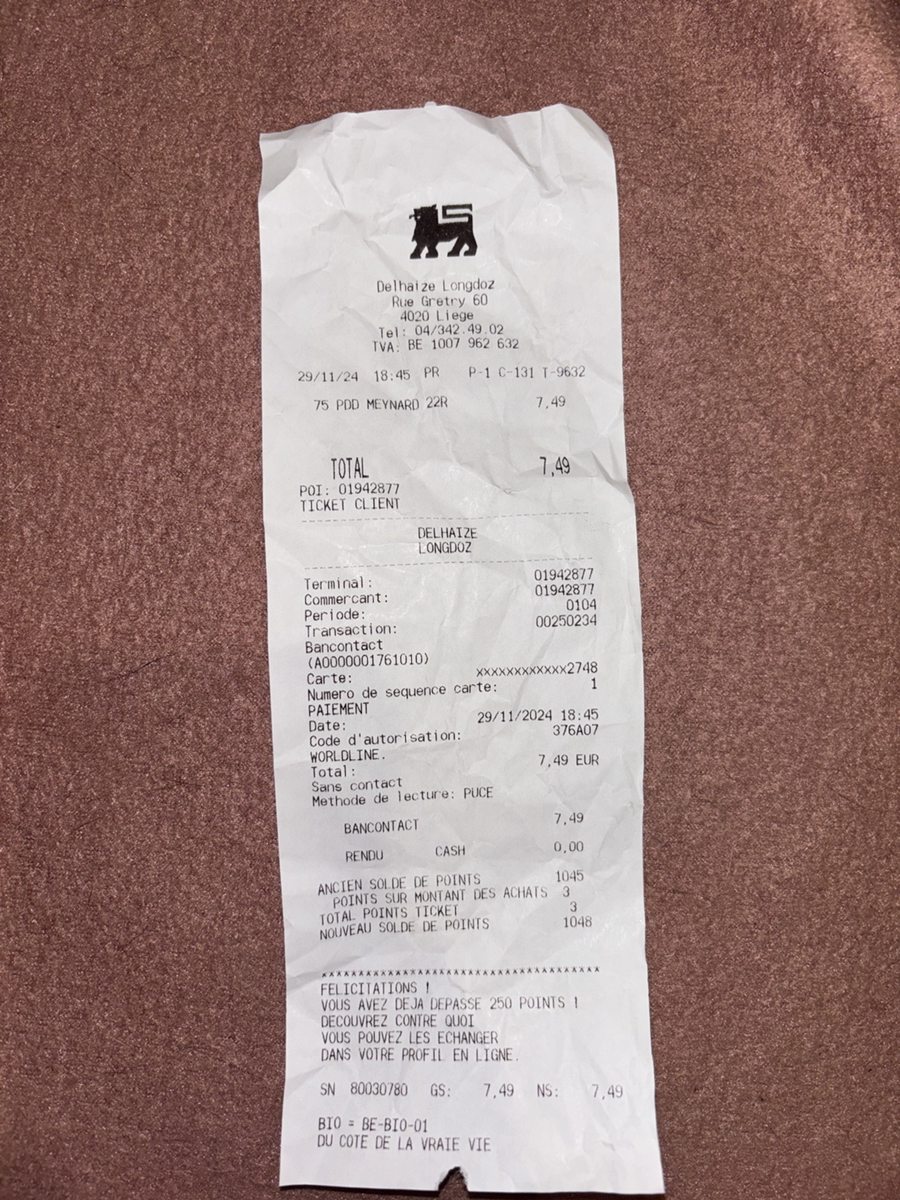 Delhaize Longdoz
Rue Gretry 60
4020 Liege
Tel: 04/342.49.02
TVA: BE 1007 962 632
29/11/24 18:45 PR P-1 C-131 T-9632
75 PDD MEYNARD 22R 7,49
TOTAL 7,49
POI: 01942877
TICKET CLIENT
DELHAIZE
LONGDOZ
Terminal: 01942877
Commercant: 01942877
Periode: 0104
Transaction: 00250234
Bancontact
(A0000001761010)
Carte: xxxxxxxxxxxx2748
Numero de sequence carte: 1
PAIEMENT
Date: 29/11/2024 18:45
Code d'autorisation: 376A07
WORLDLINE.
Total: 7,49 EUR
Sans contact
Methode de lecture: PUCE
BANCONTACT 7,49
RENDU CASH 0,00
ANCIEN SOLDE DE POINTS 1045
POINTS SUR MONTANT DES ACHATS 3
TOTAL POINTS TICKET 3
NOUVEAU SOLDE DE POINTS 1048
FELICITATIONS !
VOUS AVEZ DEJA DEPASSE 250 POINTS !
DECOUVREZ CONTRE QUOI
VOUS POUVEZ LES ECHANGER
DANS VOTRE PROFIL EN LIGNE.
SN 80030780 GS: 7,49 NS: 7,49
BIO = BE-BIO-01
DU COTE DE LA VRAIE VIE